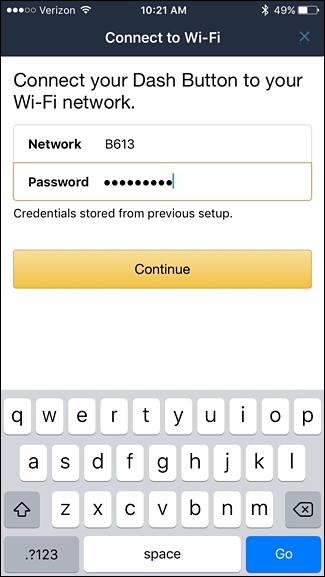 ●●●○○ Verizon 10:21 AM 49%
Connect to Wi-Fi ×
Connect your Dash Button to your
Wi-Fi network.
Network B613
Password ●●●●●●●●●
Credentials stored from previous setup.
Continue
q w e r t y u i o p
a s d f g h j k l
z x c v b n m
.?123 space Go